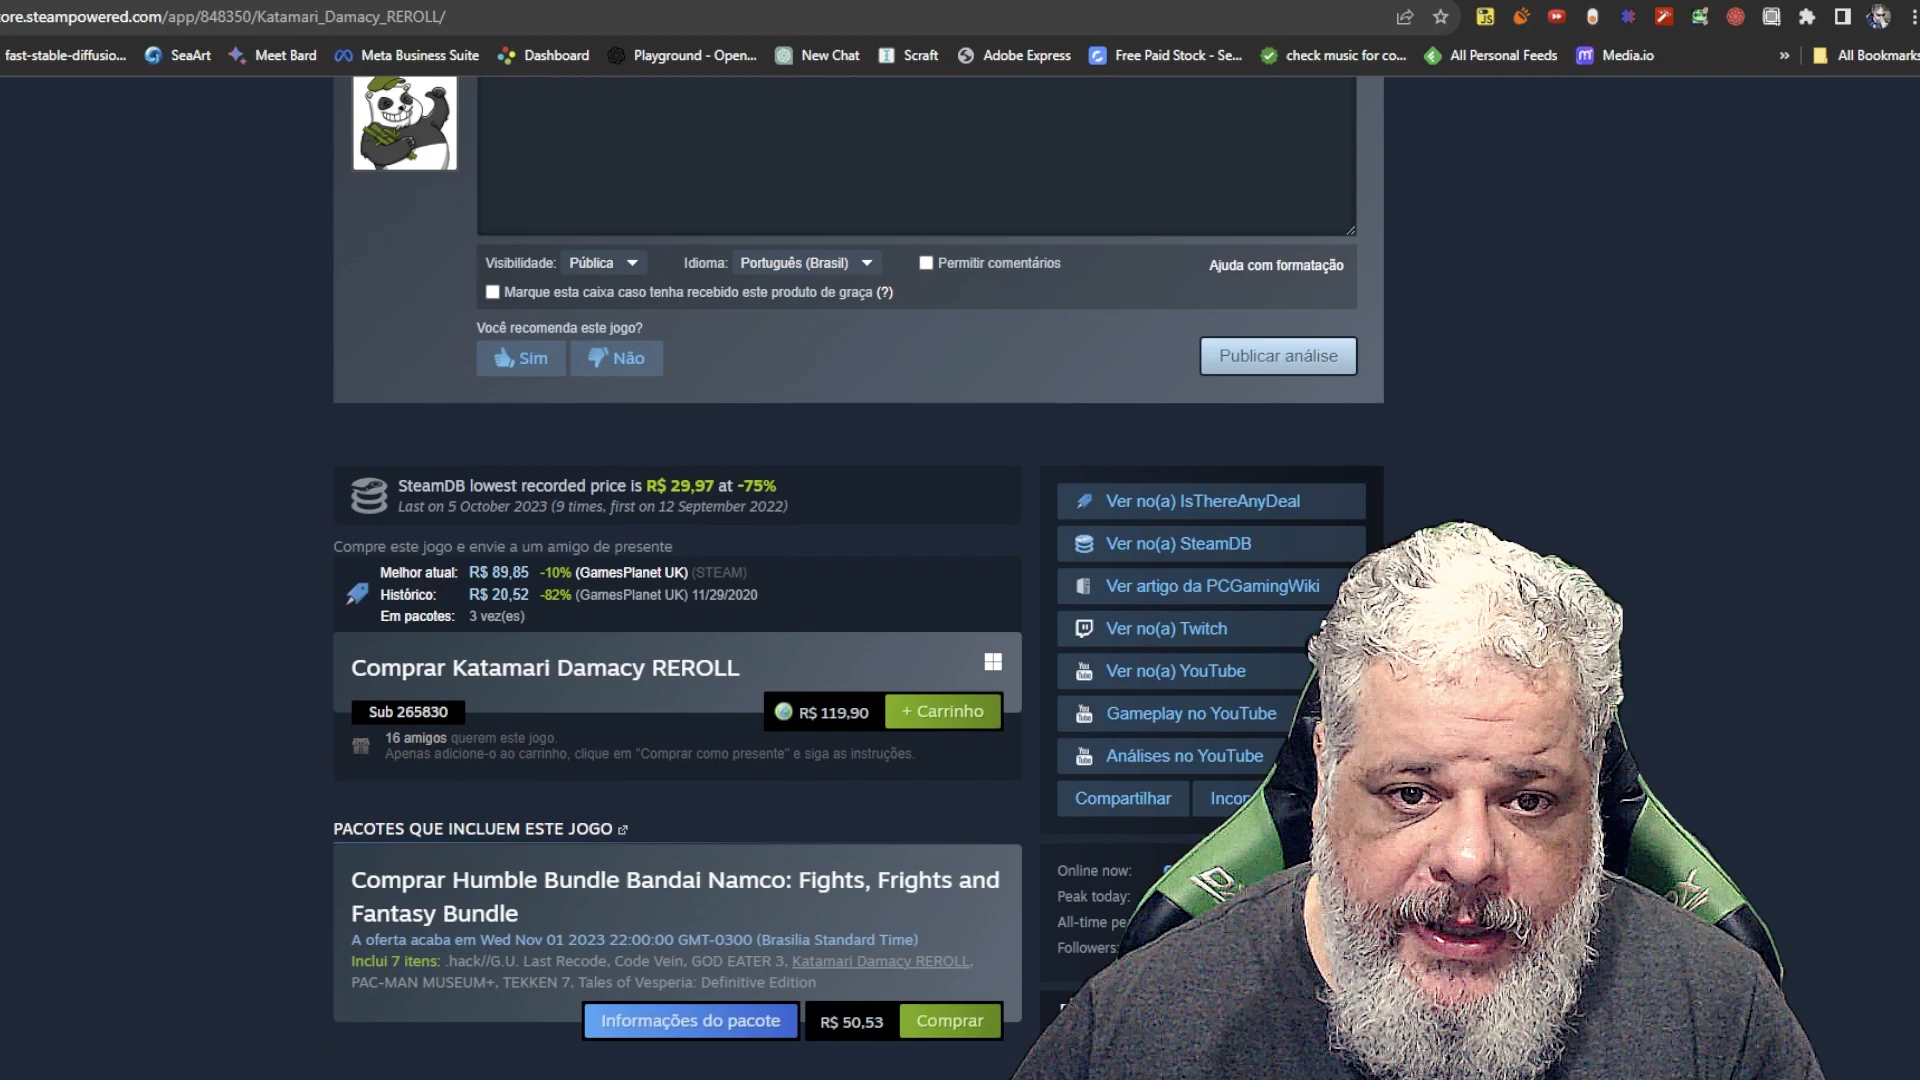 ore.steampowered.com/app/848350/Katamari_Damacy_REROLL/
fast-stable-diffusio... SeaArt Meet Bard Meta Business Suite Dashboard Playground - Open... New Chat Scraft Adobe Express Free Paid Stock - Se... check music for co... All Personal Feeds Media.io » All Bookmarks
Visibilidade: Pública Idioma: Português (Brasil) Permitir comentários Ajuda com formatação
Marque esta caixa caso tenha recebido este produto de graça (?)
Você recomenda este jogo?
Sim Não Publicar análise
SteamDB lowest recorded price is R$ 29,97 at -75%
Last on 5 October 2023 (9 times, first on 12 September 2022)
Compre este jogo e envie a um amigo de presente
Melhor atual: R$ 89,85 -10% (GamesPlanet UK) (STEAM)
Histórico: R$ 20,52 -82% (GamesPlanet UK) 11/29/2020
Em pacotes: 3 vez(es)
Comprar Katamari Damacy REROLL
Sub 265830 R$ 119,90 + Carrinho
16 amigos querem este jogo.
Apenas adicione-o ao carrinho, clique em "Comprar como presente" e siga as instruções.
PACOTES QUE INCLUEM ESTE JOGO
Comprar Humble Bundle Bandai Namco: Fights, Frights and
Fantasy Bundle
A oferta acaba em Wed Nov 01 2023 22:00:00 GMT-0300 (Brasilia Standard Time)
Inclui 7 itens: .hack//G.U. Last Recode, Code Vein, GOD EATER 3, Katamari Damacy REROLL,
PAC-MAN MUSEUM+, TEKKEN 7, Tales of Vesperia: Definitive Edition
Informações do pacote R$ 50,53 Comprar
Ver no(a) IsThereAnyDeal
Ver no(a) SteamDB
Ver artigo da PCGamingWiki
Ver no(a) Twitch
Ver no(a) YouTube
Gameplay no YouTube
Análises no YouTube
Compartilhar Incor
Online now:
Peak today:
All-time pe
Followers: